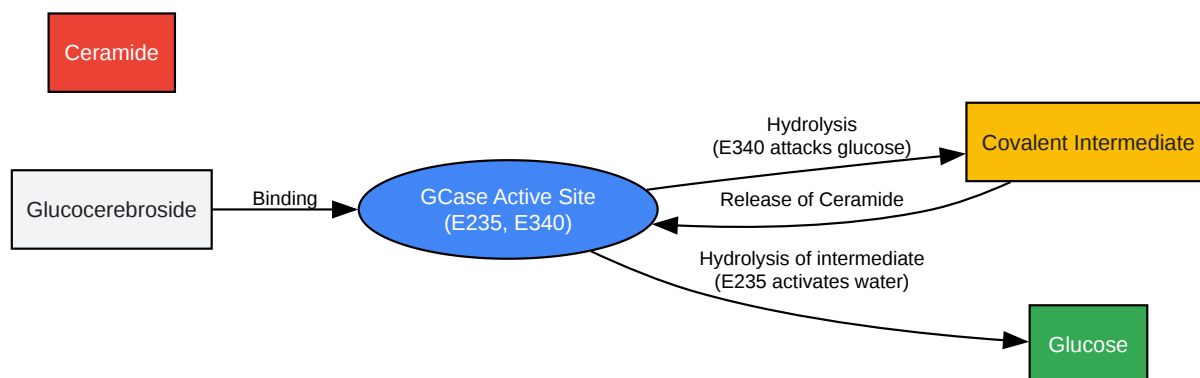 Ceramide
Glucocerebroside
Binding
GCase Active Site
(E235, E340)
Hydrolysis
(E340 attacks glucose)
Release of Ceramide
Covalent Intermediate
Hydrolysis of intermediate
(E235 activates water)
Glucose